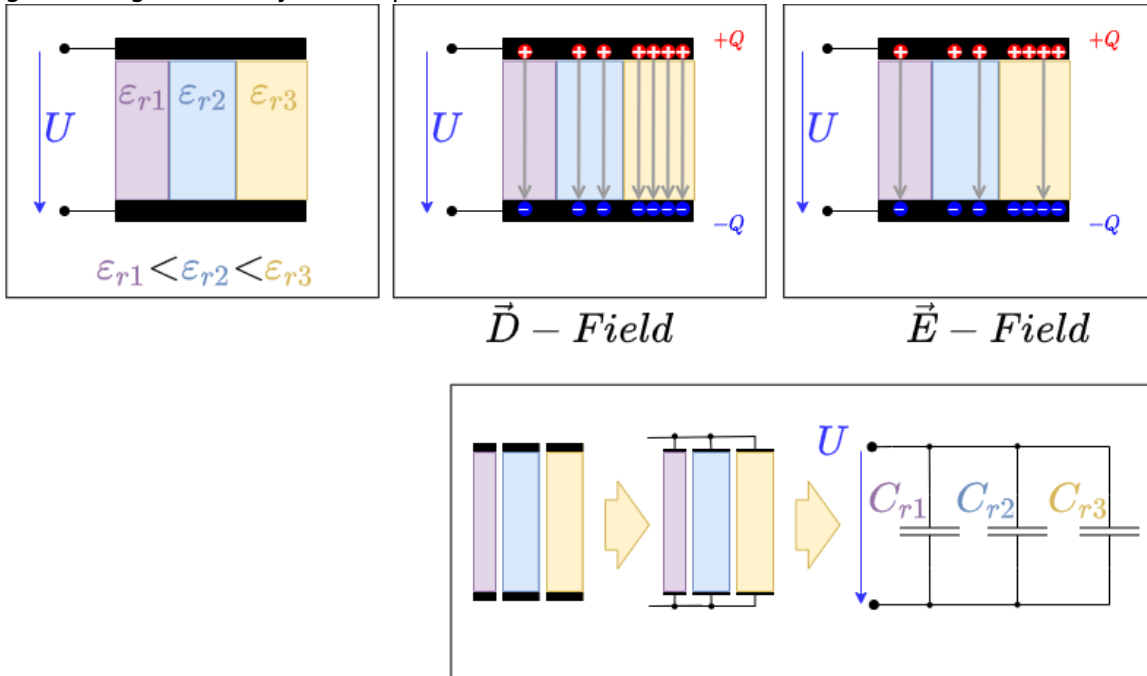 U
εr1 εr2 εr3
εr1<εr2<εr3
+Q
-Q
D⃗ - Field
U
+Q
-Q
E⃗ - Field
U
U
Cr1 Cr2 Cr3